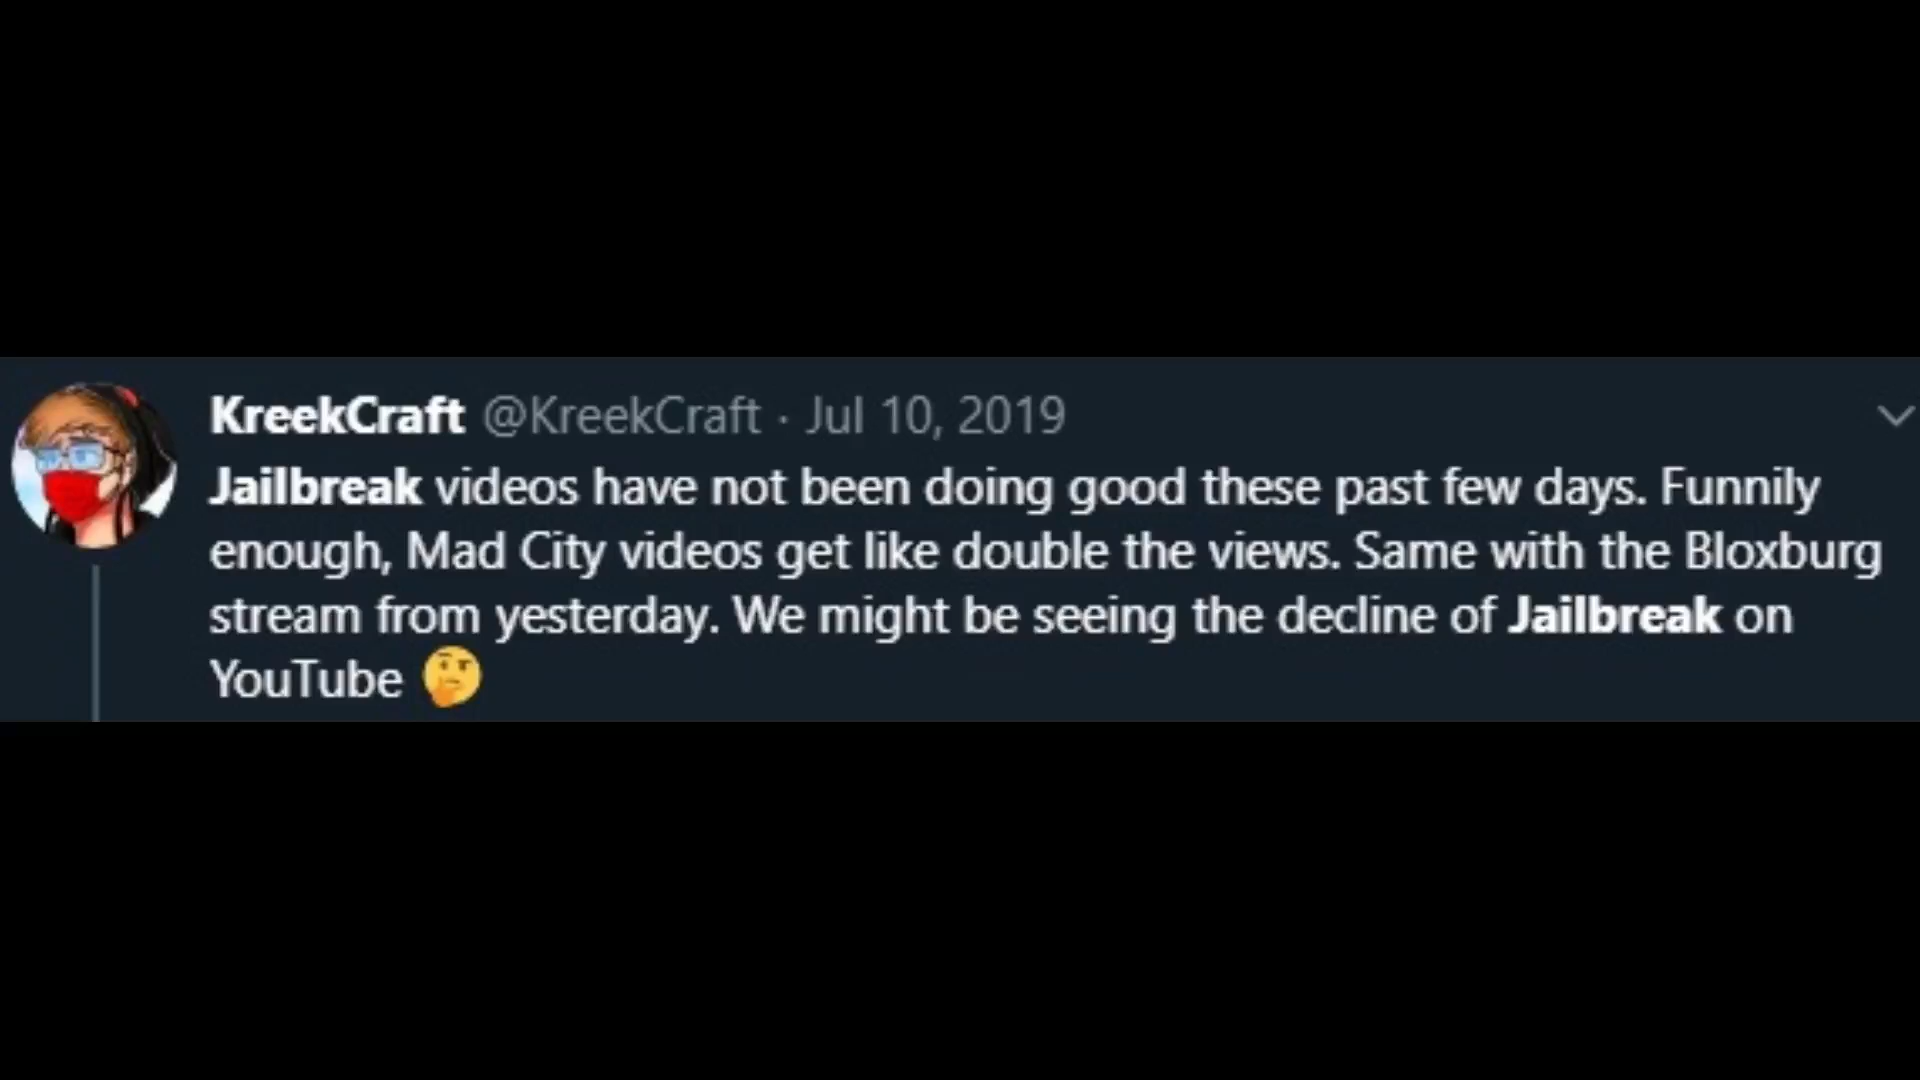 KreekCraft @KreekCraft · Jul 10, 2019
Jailbreak videos have not been doing good these past few days. Funnily
enough, Mad City videos get like double the views. Same with the Bloxburg
stream from yesterday. We might be seeing the decline of Jailbreak on
YouTube 🤔